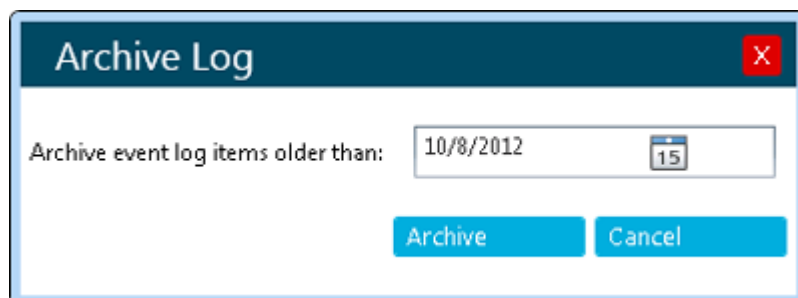 Archive Log X
Archive event log items older than: 10/8/2012 15
Archive Cancel